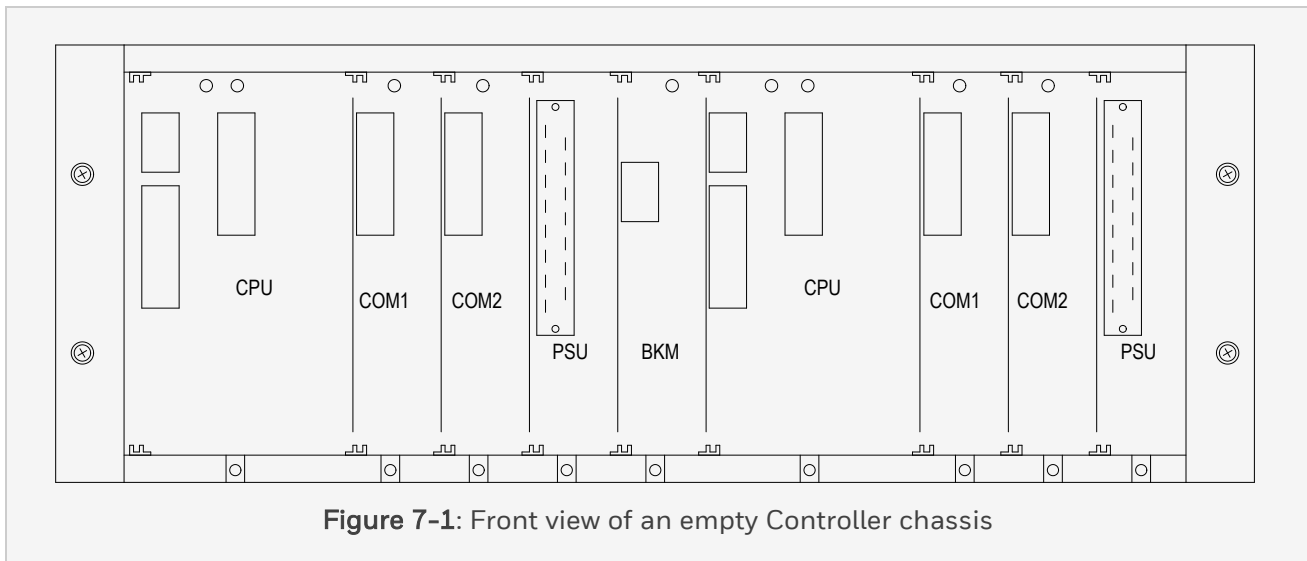 CPU
COM1
COM2
PSU
BKM
CPU
COM1
COM2
PSU
Figure 7-1: Front view of an empty Controller chassis